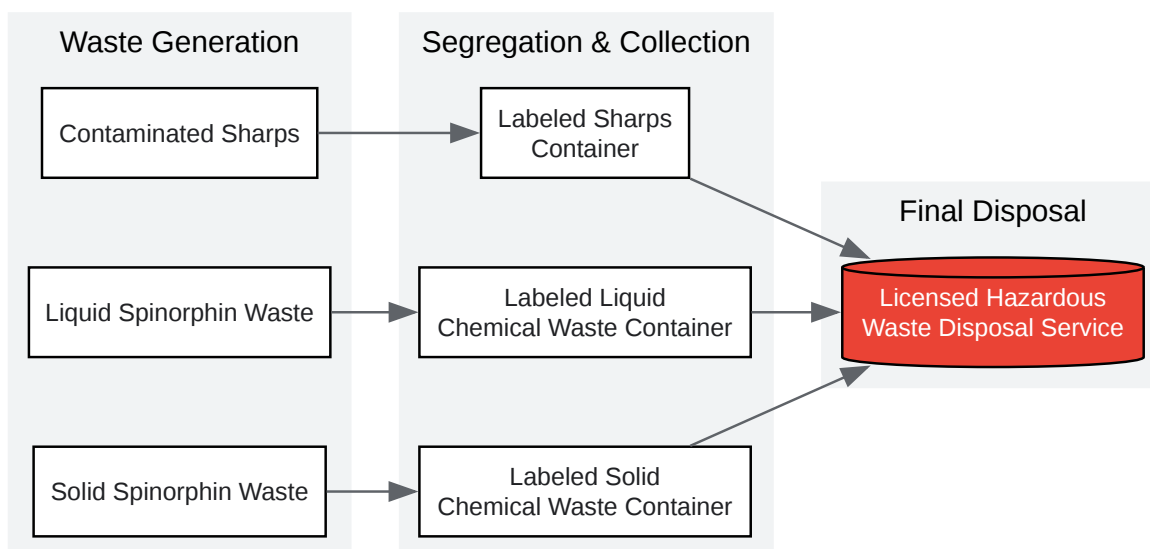 Waste Generation
Segregation & Collection
Contaminated Sharps
Labeled Sharps
Container
Final Disposal
Liquid Spinorphin Waste
Labeled Liquid
Chemical Waste Container
Licensed Hazardous
Waste Disposal Service
Solid Spinorphin Waste
Labeled Solid
Chemical Waste Container